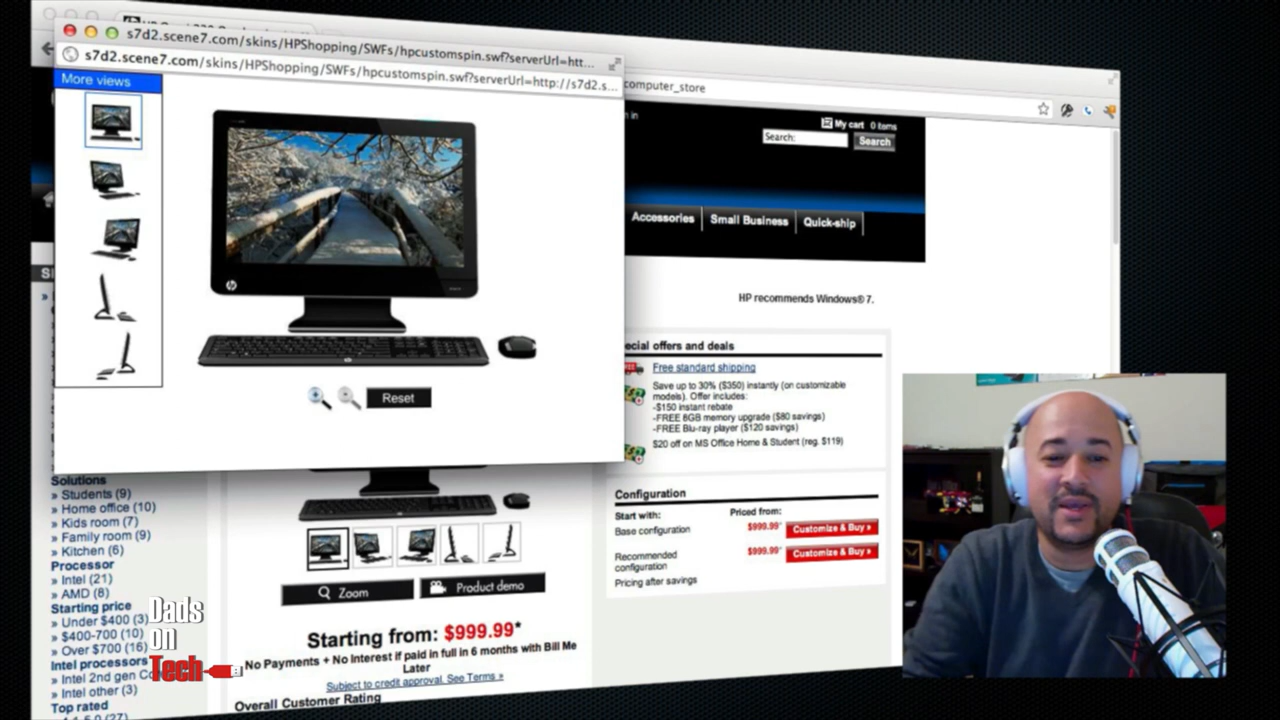 s7d2.scene7.com/skins/HPShopping/SWFs/hpcustomspin.swf?serverUrl=htt...
s7d2.scene7.com/skins/HPShopping/SWFs/hpcustomspin.swf?serverUrl=http://s7d2.s...
More views
Reset
computer_store
My cart 0 items
Search:
Search
Accessories
Small Business
Quick-ship
HP recommends Windows® 7.
ecial offers and deals
Free standard shipping
Save up to 30% ($350) instantly (on customizable
models). Offer includes:
-$150 instant rebate
-FREE 8GB memory upgrade ($80 savings)
-FREE Blu-ray player ($120 savings)
$20 off on MS Office Home & Student (reg. $119)
Configuration
Start with: Priced from:
Base configuration $999.99* Customize & Buy »
Recommended
configuration $999.99* Customize & Buy »
Pricing after savings
Solutions
» Students (9)
» Home office (10)
» Kids room (7)
» Family room (9)
» Kitchen (6)
Processor
» Intel (21)
» AMD (8)
Starting price
» Under $400 (3)
» $400-700 (10)
» Over $700 (16)
Intel processors
» Intel 2nd gen Co
» Intel other (3)
Top rated
Zoom
Product demo
Starting from: $999.99*
No Payments + No Interest if paid in full in 6 months with Bill Me
Later
Subject to credit approval. See Terms »
Overall Customer Rating
Dads
on
Tech